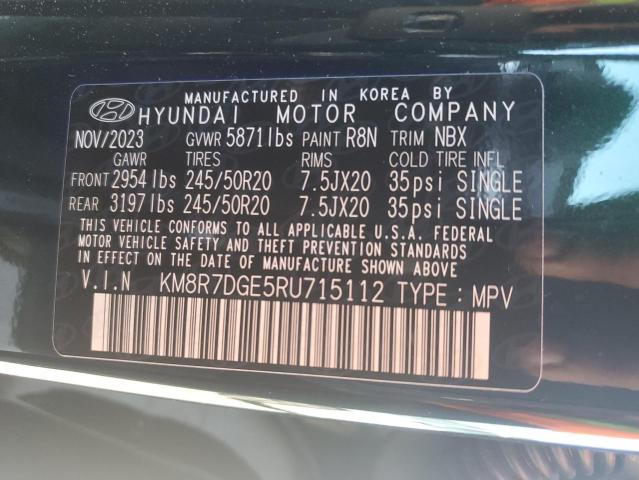 MANUFACTURED IN KOREA BY
HYUNDAI MOTOR COMPANY
NOV/2023 GVWR 5871lbs PAINT R8N TRIM NBX
GAWR TIRES RIMS COLD TIRE INFL
FRONT 2954lbs 245/50R20 7.5JX20 35psi SINGLE
REAR 3197lbs 245/50R20 7.5JX20 35psi SINGLE
THIS VEHICLE CONFORMS TO ALL APPLICABLE U.S.A. FEDERAL
MOTOR VEHICLE SAFETY AND THEFT PREVENTION STANDARDS
IN EFFECT ON THE DATE OF MANUFACTURE SHOWN ABOVE.
V.I.N KM8R7DGE5RU715112 TYPE : MPV